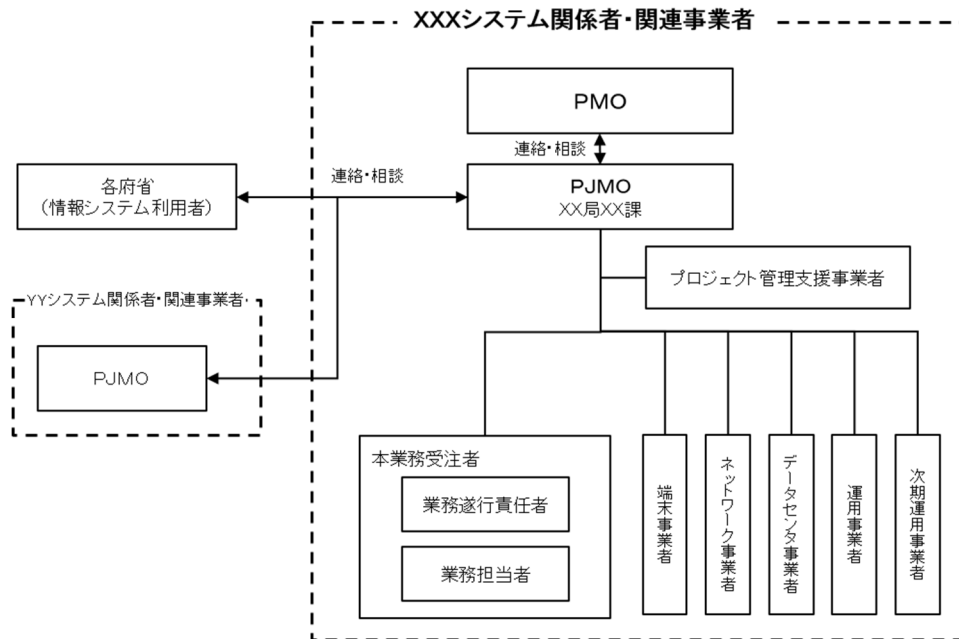 XXXシステム関係者・関連事業者
PMO
連絡・相談
各府省
（情報システム利用者）
連絡・相談
PJMO
XX局XX課
プロジェクト管理支援事業者
YYシステム関係者・関連事業者
PJMO
本業務受注者
業務遂行責任者
業務担当者
端末事業者
ネットワーク事業者
データセンタ事業者
運用事業者
次期運用事業者